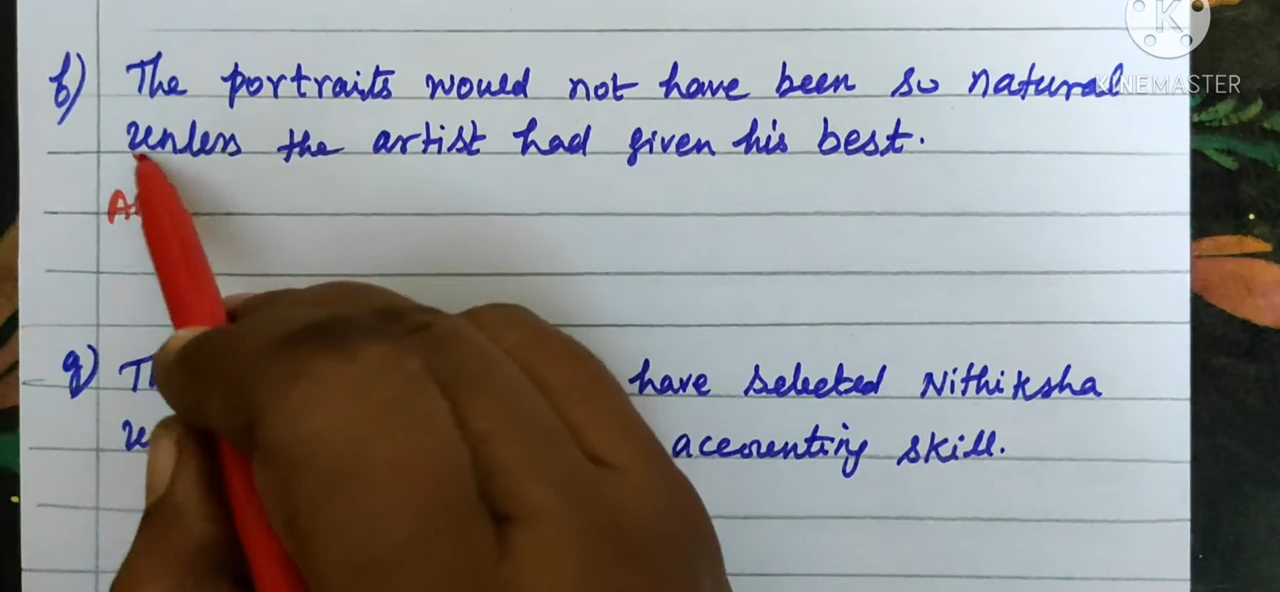 K
KINEMASTER
f) The portraits would not have been so natural
unless the artist had given his best.
g) have selected Nithiksha
accounting skill.